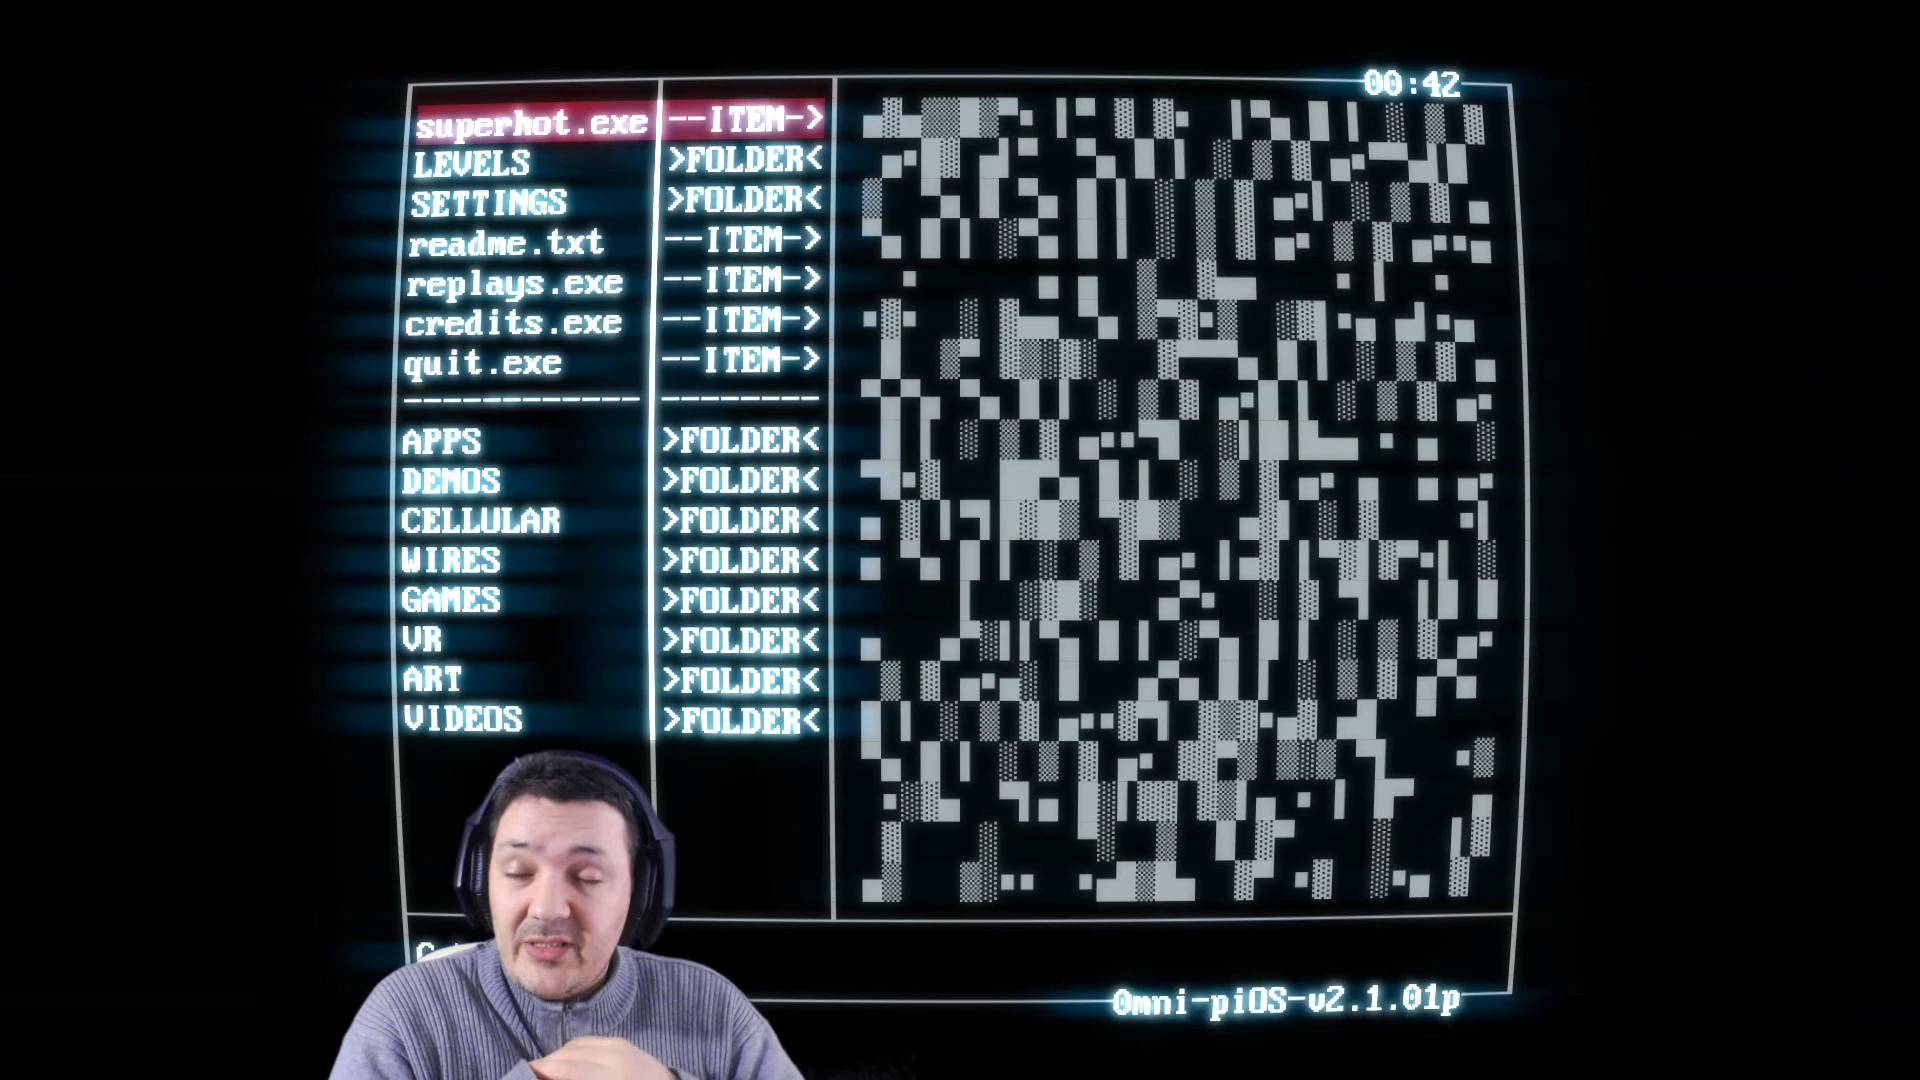 00:42
superhot.exe --ITEM->
LEVELS >FOLDER<
SETTINGS >FOLDER<
readme.txt --ITEM->
replays.exe --ITEM->
credits.exe --ITEM->
quit.exe --ITEM->
------------ --------
APPS >FOLDER<
DEMOS >FOLDER<
CELLULAR >FOLDER<
WIRES >FOLDER<
GAMES >FOLDER<
VR >FOLDER<
ART >FOLDER<
VIDEOS >FOLDER<
0mni-piOS-v2.1.01p